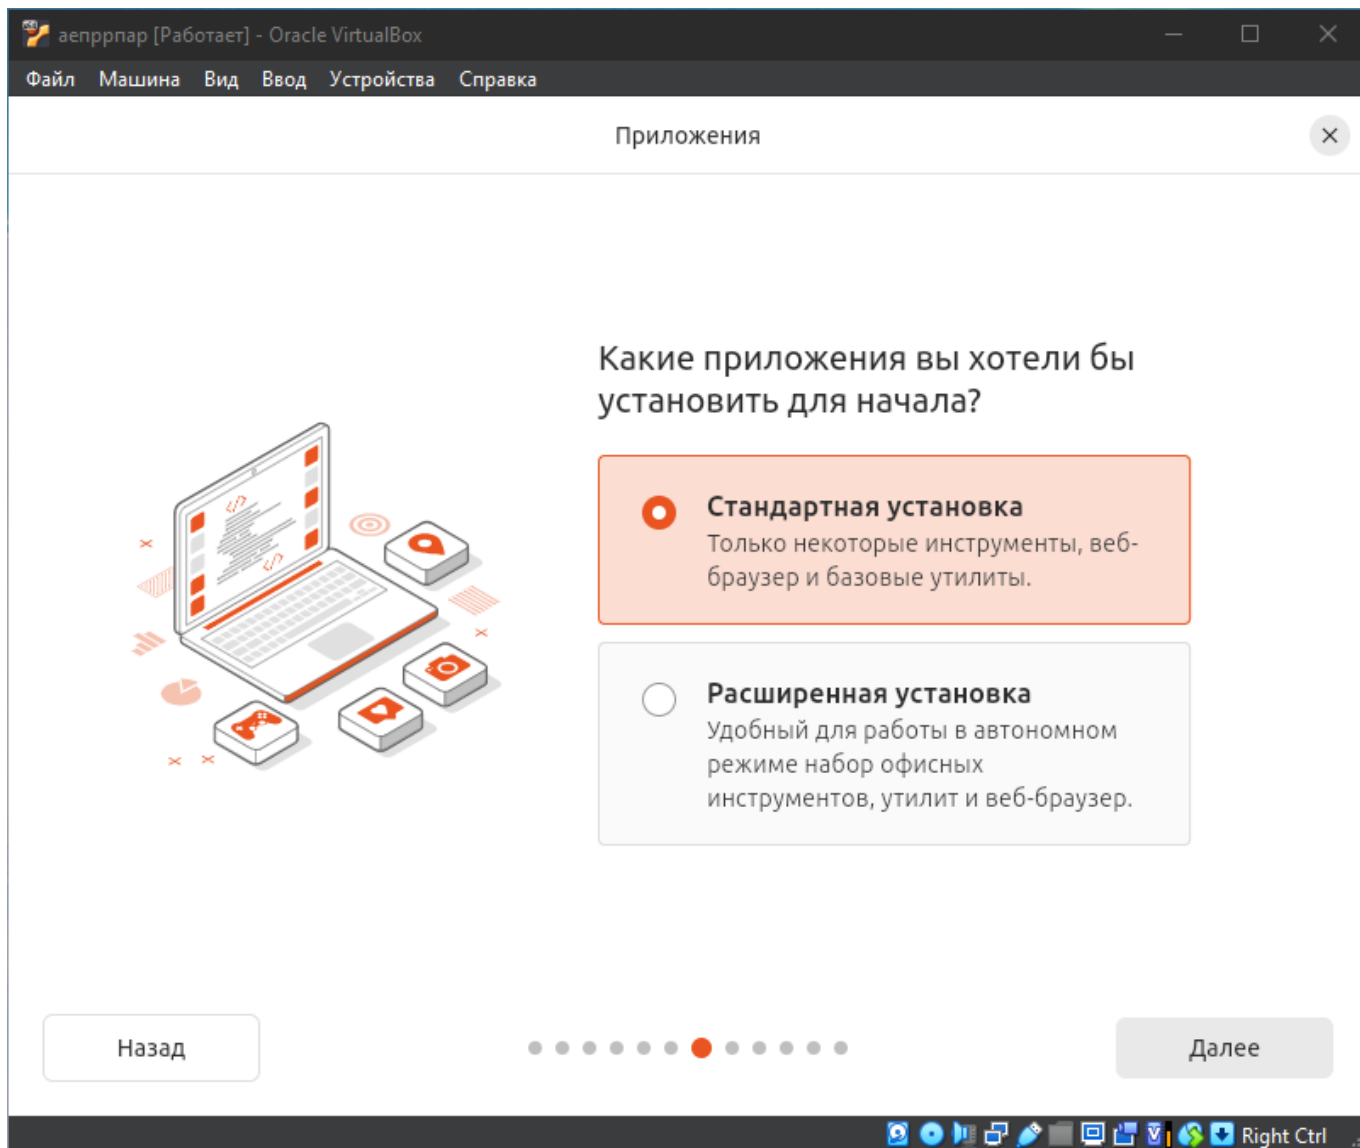 аепррпар [Работает] - Oracle VirtualBox
Файл Машина Вид Ввод Устройства Справка
Приложения
Какие приложения вы хотели бы
установить для начала?
Стандартная установка
Только некоторые инструменты, веб-
браузер и базовые утилиты.
Расширенная установка
Удобный для работы в автономном
режиме набор офисных
инструментов, утилит и веб-браузер.
Назад
Далее
Right Ctrl